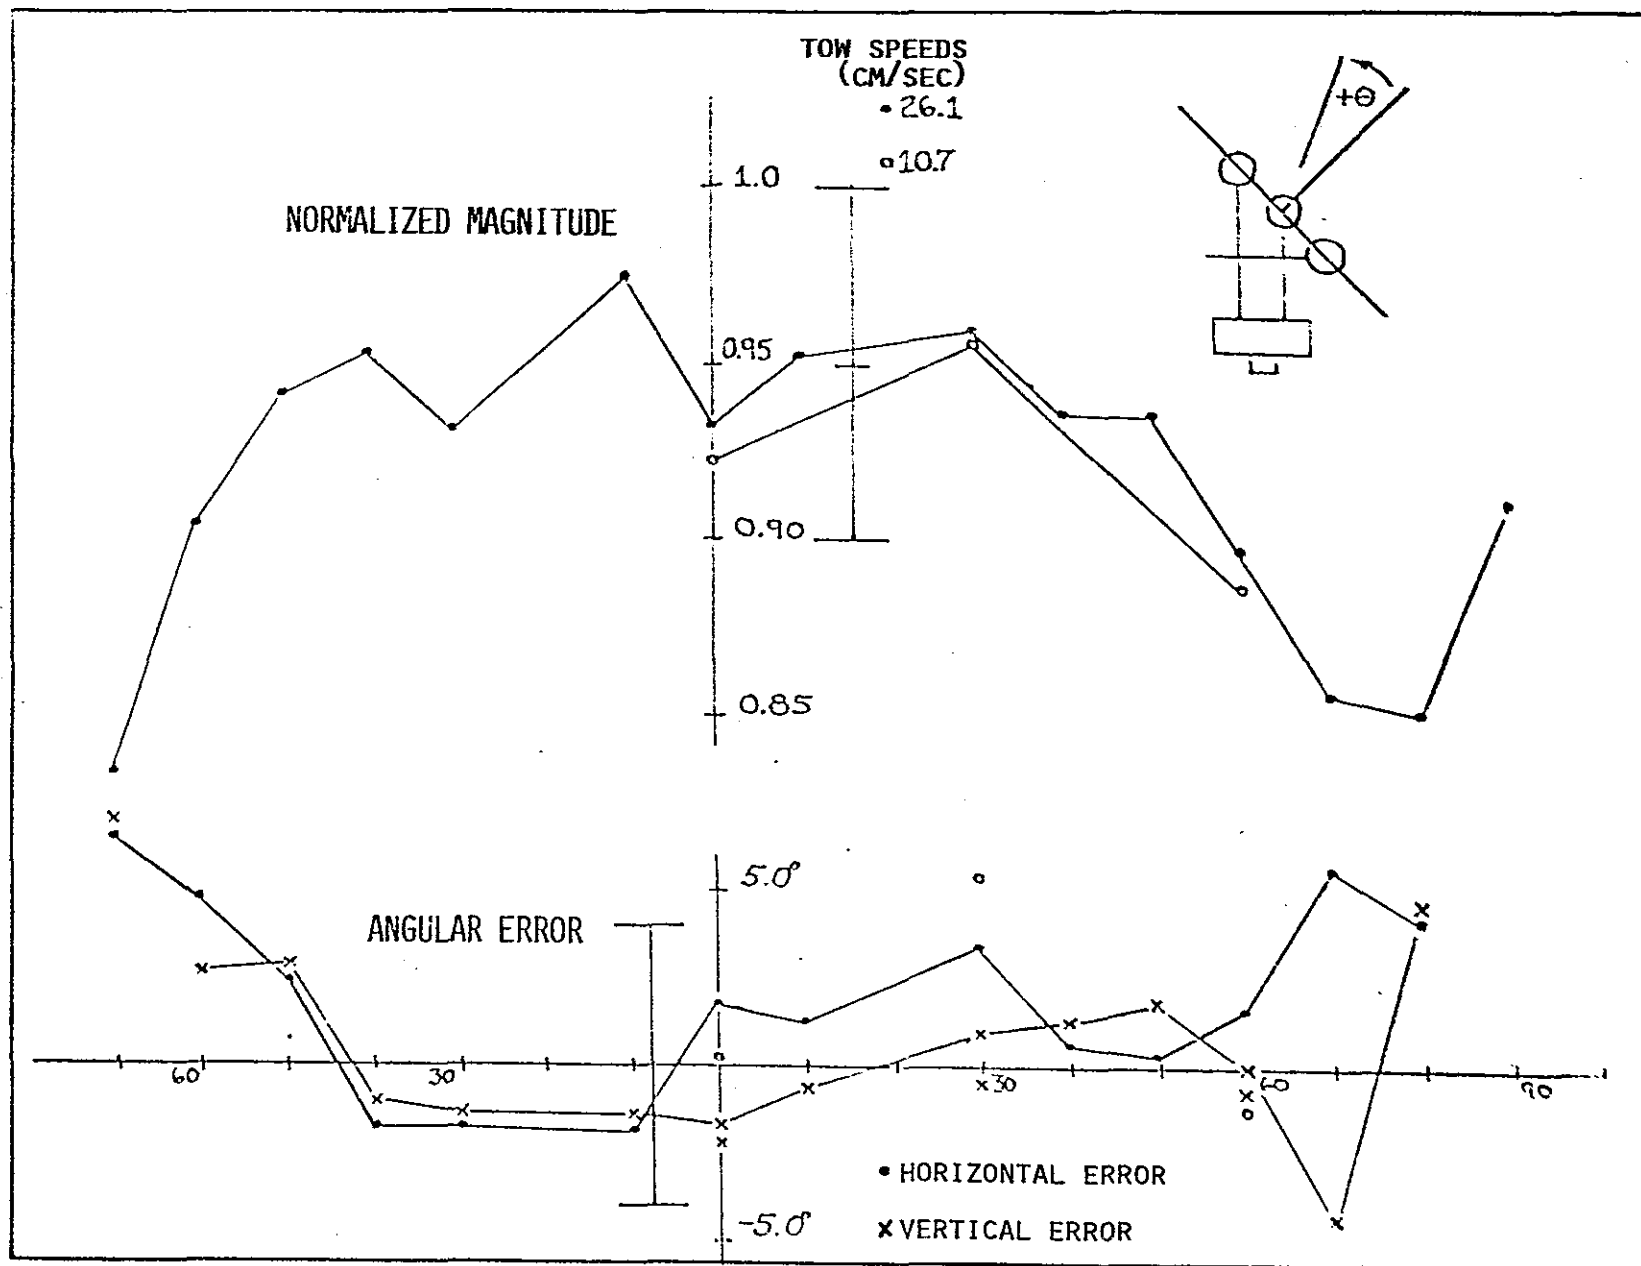 TOW SPEEDS
(CM/SEC)
• 26.1
o 10.7
+Θ
NORMALIZED MAGNITUDE
1.0
0.95
0.90
0.85
ANGULAR ERROR
5.0°
60 30 30 60 90
-5.0°
• HORIZONTAL ERROR
x VERTICAL ERROR